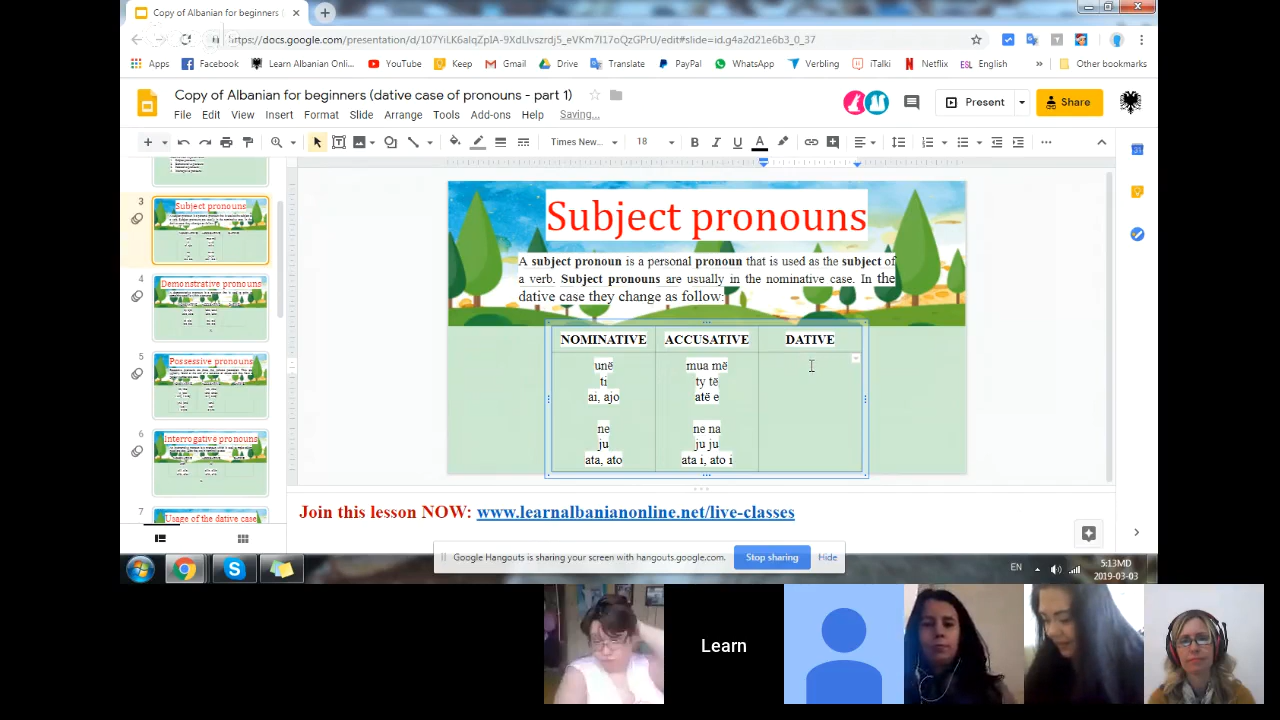 Copy of Albanian for beginners (
https://docs.google.com/presentation/d/107YiLK6alqZpIA-9XdLlvszrdj5_eVKm7I17oQzGPrU/edit#slide=id.g4a2d21e6b3_0_37
Apps Facebook Learn Albanian Onli... YouTube Keep Gmail Drive Translate PayPal WhatsApp Verbling iTalki Netflix ESL English » Other bookmarks
Copy of Albanian for beginners (dative case of pronouns - part 1)
Present
Share
File Edit View Insert Format Slide Arrange Tools Add-ons Help Saving...
Times New... 18 B I U A
3
Subject pronouns
4
Demonstrative pronouns
5
Possessive pronouns
6
Interrogative pronouns
7
Usage of the dative case
Subject pronouns
A subject pronoun is a personal pronoun that is used as the subject of
a verb. Subject pronouns are usually in the nominative case. In the
dative case they change as follow:
NOMINATIVE ACCUSATIVE DATIVE
unë mua më
ti ty të
ai, ajo atë e
ne ne na
ju ju ju
ata, ato ata i, ato i
Join this lesson NOW: www.learnalbanianonline.net/live-classes
Google Hangouts is sharing your screen with hangouts.google.com. Stop sharing Hide
EN
5:13MD
2019-03-03
Learn